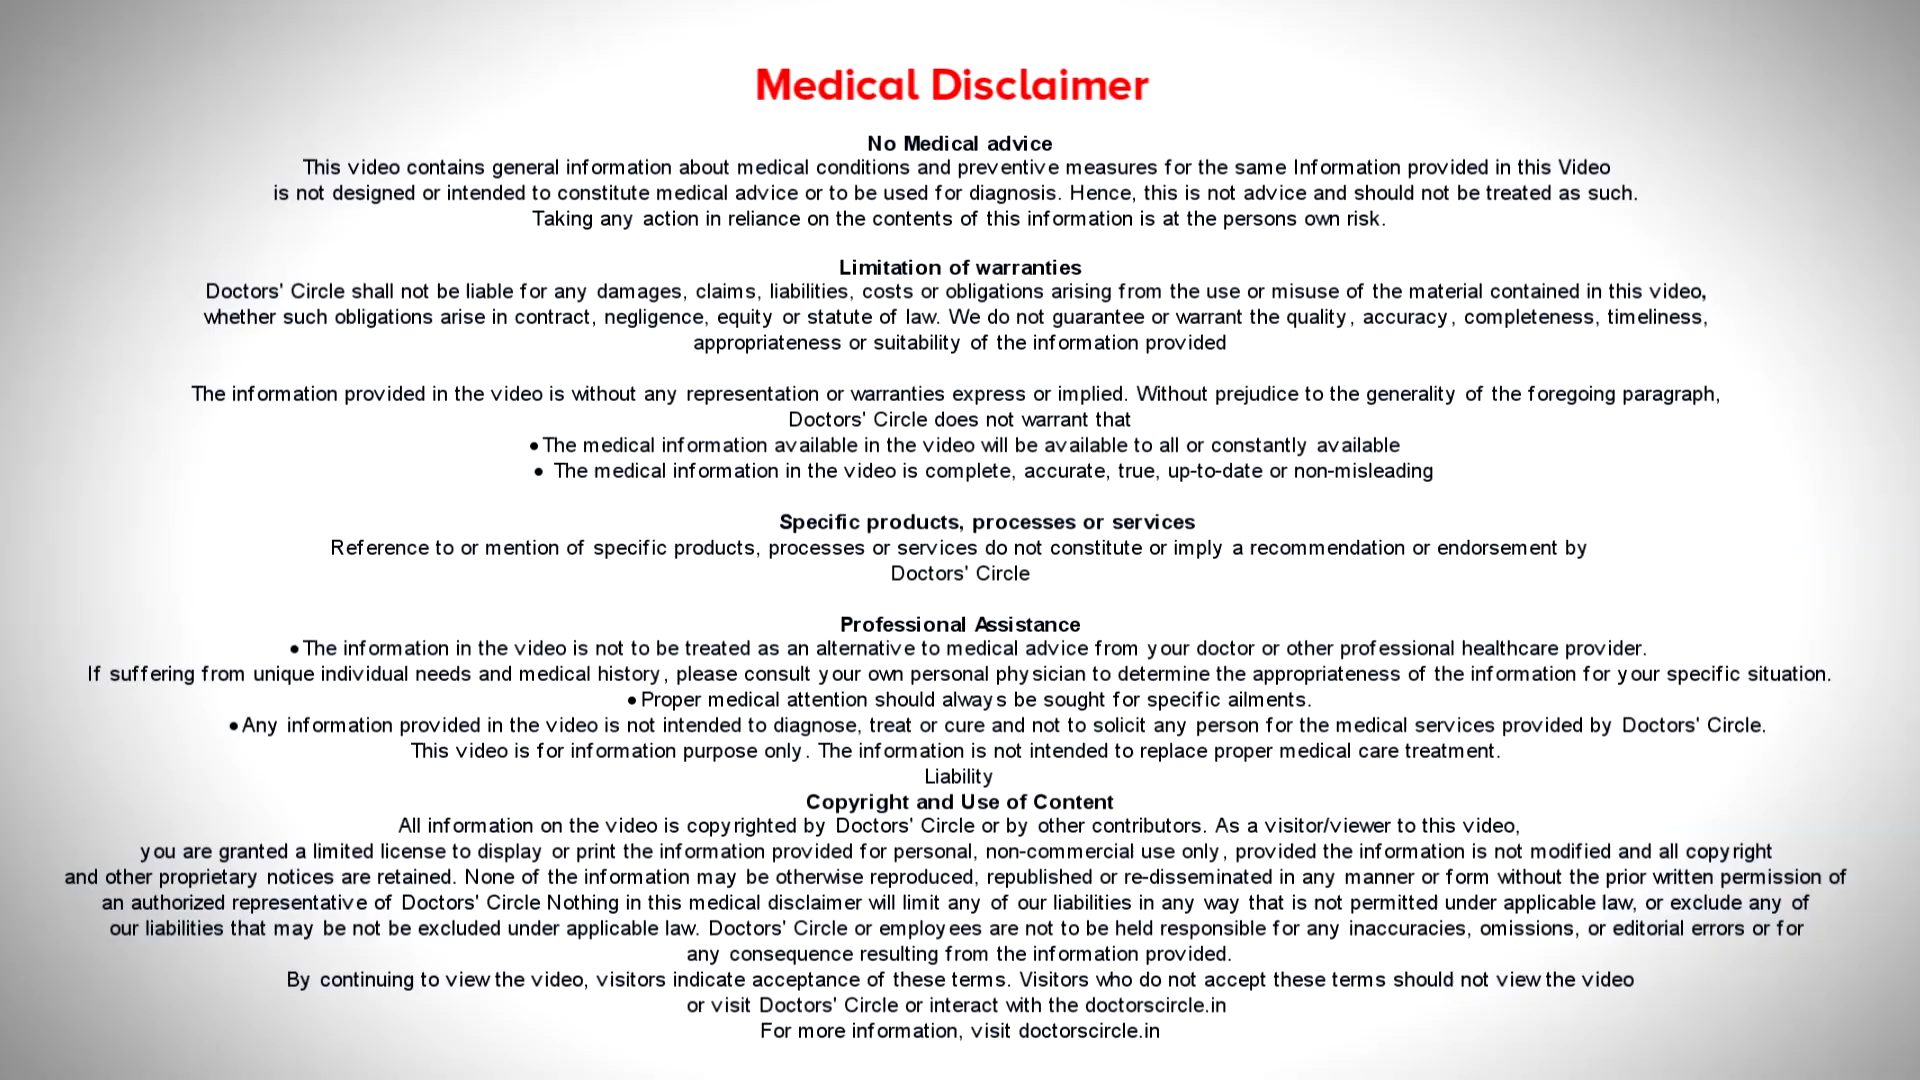 Medical Disclaimer
No Medical advice
This video contains general information about medical conditions and preventive measures for the same Information provided in this Video
is not designed or intended to constitute medical advice or to be used for diagnosis. Hence, this is not advice and should not be treated as such.
Taking any action in reliance on the contents of this information is at the persons own risk.
Limitation of warranties
Doctors' Circle shall not be liable for any damages, claims, liabilities, costs or obligations arising from the use or misuse of the material contained in this video,
whether such obligations arise in contract, negligence, equity or statute of law. We do not guarantee or warrant the quality, accuracy, completeness, timeliness,
appropriateness or suitability of the information provided
The information provided in the video is without any representation or warranties express or implied. Without prejudice to the generality of the foregoing paragraph,
Doctors' Circle does not warrant that
• The medical information available in the video will be available to all or constantly available
• The medical information in the video is complete, accurate, true, up-to-date or non-misleading
Specific products, processes or services
Reference to or mention of specific products, processes or services do not constitute or imply a recommendation or endorsement by
Doctors' Circle
Professional Assistance
• The information in the video is not to be treated as an alternative to medical advice from your doctor or other professional healthcare provider.
If suffering from unique individual needs and medical history, please consult your own personal physician to determine the appropriateness of the information for your specific situation.
• Proper medical attention should always be sought for specific ailments.
• Any information provided in the video is not intended to diagnose, treat or cure and not to solicit any person for the medical services provided by Doctors' Circle.
This video is for information purpose only. The information is not intended to replace proper medical care treatment.
Liability
Copyright and Use of Content
All information on the video is copyrighted by Doctors' Circle or by other contributors. As a visitor/viewer to this video,
you are granted a limited license to display or print the information provided for personal, non-commercial use only, provided the information is not modified and all copyright
and other proprietary notices are retained. None of the information may be otherwise reproduced, republished or re-disseminated in any manner or form without the prior written permission of
an authorized representative of Doctors' Circle Nothing in this medical disclaimer will limit any of our liabilities in any way that is not permitted under applicable law, or exclude any of
our liabilities that may be not be excluded under applicable law. Doctors' Circle or employees are not to be held responsible for any inaccuracies, omissions, or editorial errors or for
any consequence resulting from the information provided.
By continuing to view the video, visitors indicate acceptance of these terms. Visitors who do not accept these terms should not view the video
or visit Doctors' Circle or interact with the doctorscircle.in
For more information, visit doctorscircle.in